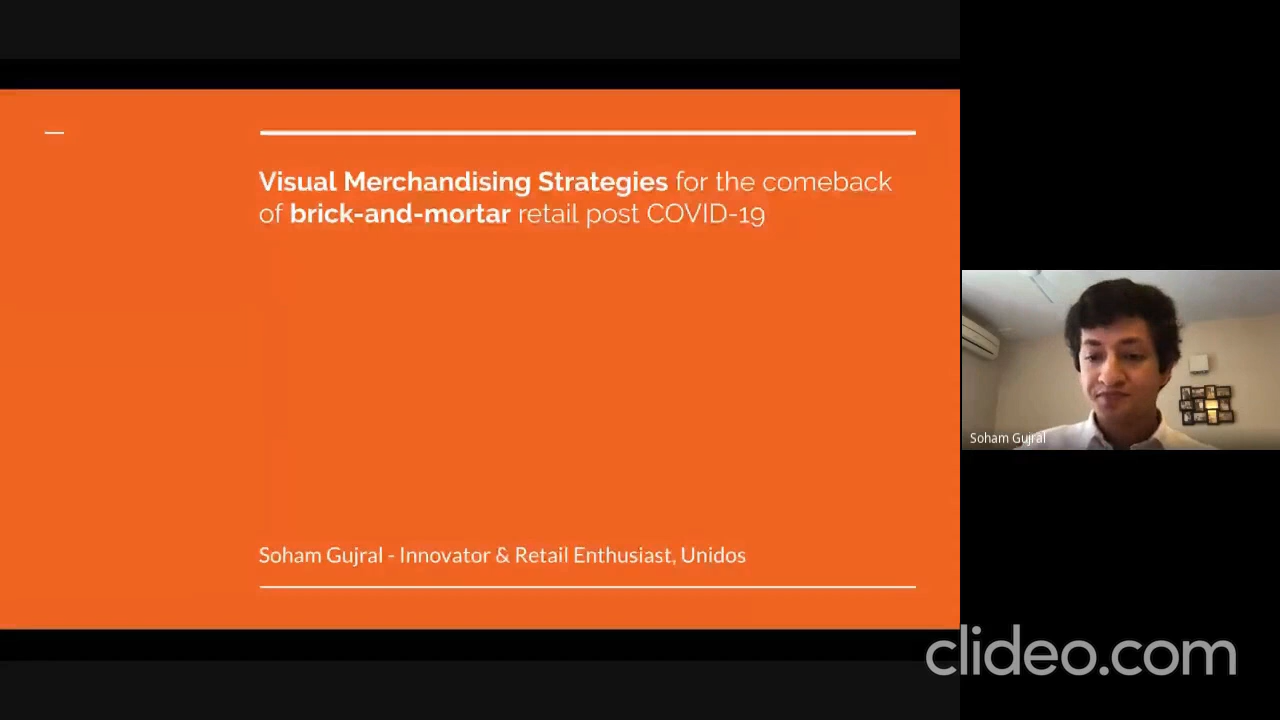 Visual Merchandising Strategies for the comeback
of brick-and-mortar retail post COVID-19
Soham Gujral - Innovator & Retail Enthusiast, Unidos
Soham Gujral
clideo.com